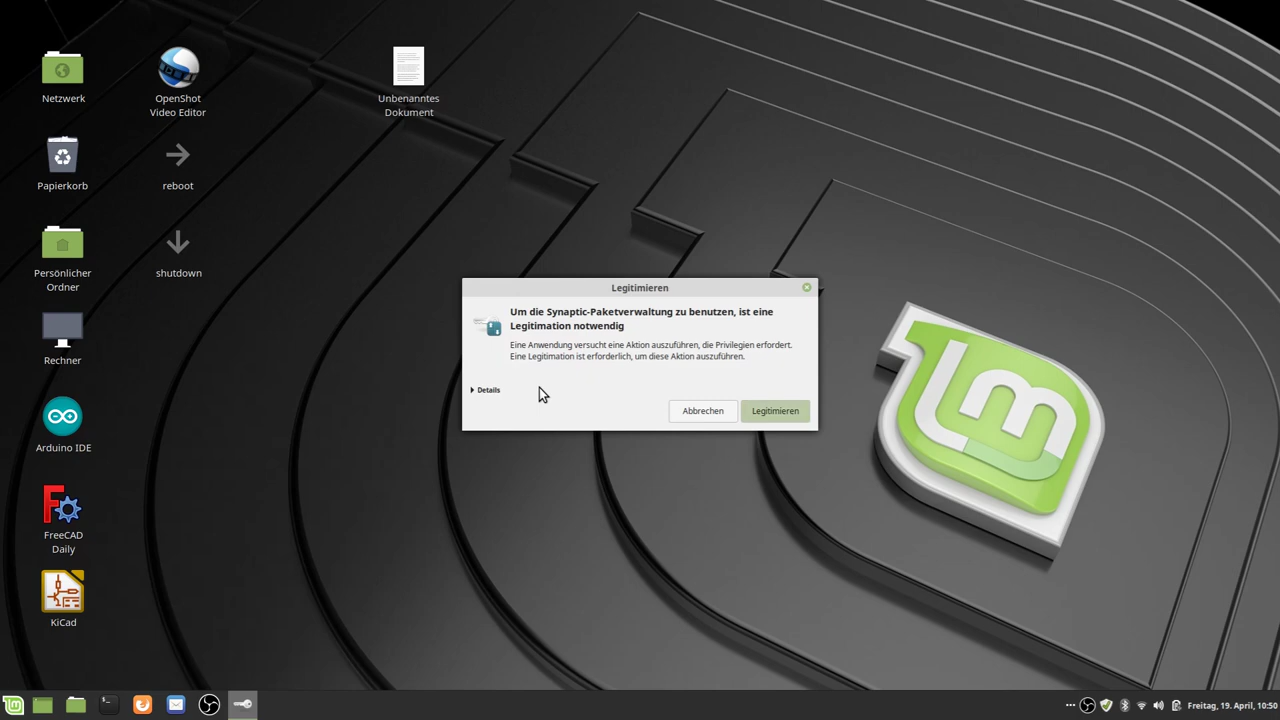 Netzwerk
OpenShot
Video Editor
Unbenanntes
Dokument
Papierkorb
reboot
Persönlicher
Ordner
shutdown
Rechner
Arduino IDE
FreeCAD
Daily
KiCad
Legitimieren
Um die Synaptic-Paketverwaltung zu benutzen, ist eine
Legitimation notwendig
Eine Anwendung versucht eine Aktion auszuführen, die Privilegien erfordert.
Eine Legitimation ist erforderlich, um diese Aktion auszuführen.
Details
Abbrechen
Legitimieren
Freitag, 19. April, 10:50